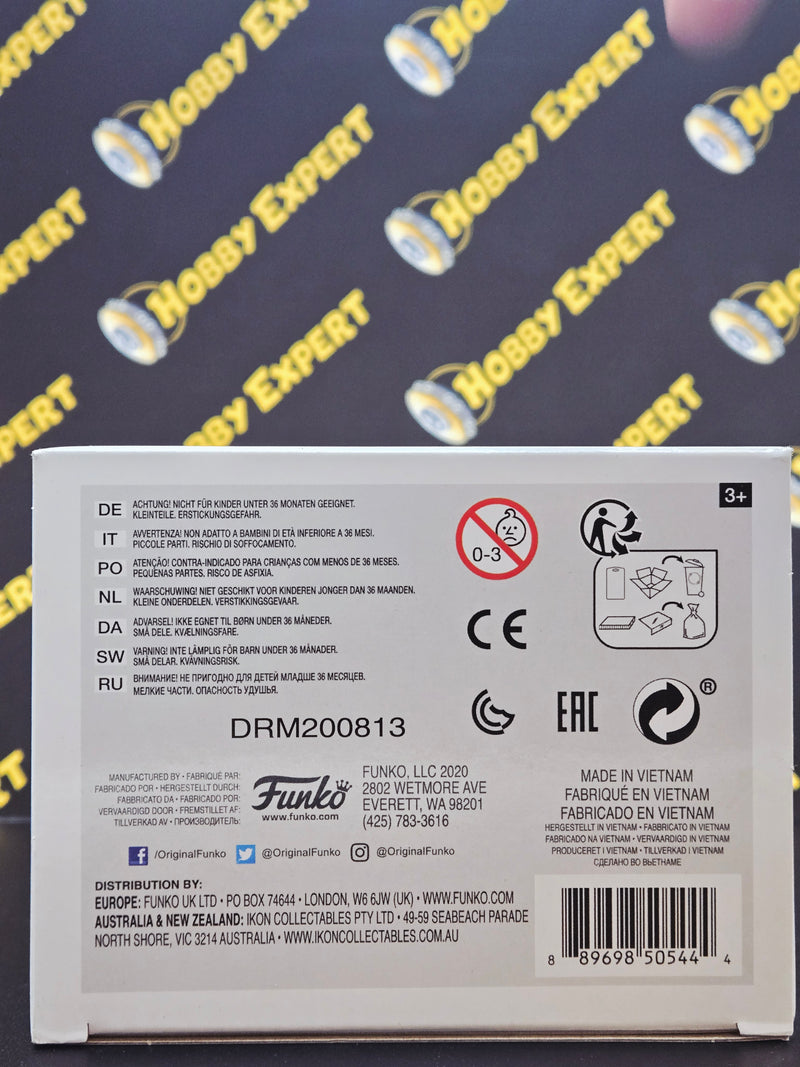 HOBBY EXPERT
HOBBY EXPERT
HOBBY EXPERT
HOBBY EXPERT
HOBBY EXPERT
HOBBY EXPERT
EXPERT
EXPERT
EXPERT
EXPERT
3+
DE ACHTUNG! NICHT FÜR KINDER UNTER 36 MONATEN GEEIGNET.
KLEINTEILE. ERSTICKUNGSGEFAHR.
IT AVVERTENZA! NON ADATTO A BAMBINI DI ETÀ INFERIORE A 36 MESI.
PICCOLE PARTI. RISCHIO DI SOFFOCAMENTO.
PO ATENÇÃO! CONTRA-INDICADO PARA CRIANÇAS COM MENOS DE 36 MESES.
PEQUENAS PARTES. RISCO DE ASFIXIA.
NL WAARSCHUWING! NIET GESCHIKT VOOR KINDEREN JONGER DAN 36 MAANDEN.
KLEINE ONDERDELEN. VERSTIKKINGSGEVAAR.
DA ADVARSEL! IKKE EGNET TIL BØRN UNDER 36 MÅNEDER.
SMÅ DELE. KVÆLNINGSFARE.
SW VARNING! INTE LÄMPLIG FÖR BARN UNDER 36 MÅNADER.
SMÅ DELAR. KVÄVNINGSRISK.
RU ВНИМАНИЕ! НЕ ПРИГОДНО ДЛЯ ДЕТЕЙ МЛАДШЕ 36 МЕСЯЦЕВ.
МЕЛКИЕ ЧАСТИ. ОПАСНОСТЬ УДУШЬЯ.
0-3
CE
EAC
®
DRM200813
MANUFACTURED BY • FABRIQUÉ PAR:
FABRICADO POR • HERGESTELLT DURCH:
FABBRICATO DA • FABRICADO POR:
VERVAARDIGD DOOR • FREMSTILLET AF:
TILLVERKAD AV • ПРОИЗВОДИТЕЛЬ:
Funko
www.funko.com
FUNKO, LLC 2020
2802 WETMORE AVE
EVERETT, WA 98201
(425) 783-3616
MADE IN VIETNAM
FABRIQUÉ EN VIETNAM
FABRICADO EN VIETNAM
HERGESTELLT IN VIETNAM • FABBRICATO IN VIETNAM
FABRICADO NA VIETNAM • VERVAARDIGD IN VIETNAM
PRODUCERET I VIETNAM • TILLVERKAD I VIETNAM
СДЕЛАНО ВО ВЬЕТНАМЕ
/OriginalFunko @OriginalFunko @OriginalFunko
DISTRIBUTION BY:
EUROPE: FUNKO UK LTD • PO BOX 74644 • LONDON, W6 6JW (UK) • WWW.FUNKO.COM
AUSTRALIA & NEW ZEALAND: IKON COLLECTABLES PTY LTD • 49-59 SEABEACH PARADE
NORTH SHORE, VIC 3214 AUSTRALIA • WWW.IKONCOLLECTABLES.COM.AU
8 89698 50544 4